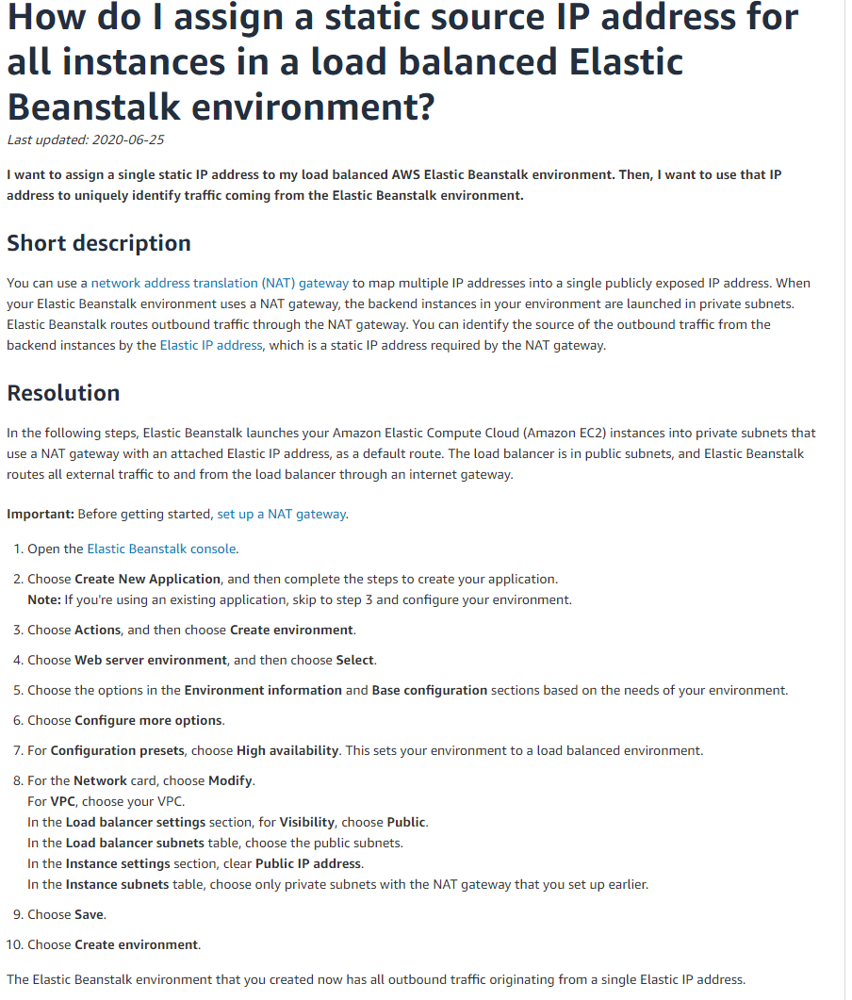 How do I assign a static source IP address for
all instances in a load balanced Elastic
Beanstalk environment?
Last updated: 2020-06-25
I want to assign a single static IP address to my load balanced AWS Elastic Beanstalk environment. Then, I want to use that IP
address to uniquely identify traffic coming from the Elastic Beanstalk environment.
Short description
You can use a network address translation (NAT) gateway to map multiple IP addresses into a single publicly exposed IP address. When
your Elastic Beanstalk environment uses a NAT gateway, the backend instances in your environment are launched in private subnets.
Elastic Beanstalk routes outbound traffic through the NAT gateway. You can identify the source of the outbound traffic from the
backend instances by the Elastic IP address, which is a static IP address required by the NAT gateway.
Resolution
In the following steps, Elastic Beanstalk launches your Amazon Elastic Compute Cloud (Amazon EC2) instances into private subnets that
use a NAT gateway with an attached Elastic IP address, as a default route. The load balancer is in public subnets, and Elastic Beanstalk
routes all external traffic to and from the load balancer through an internet gateway.
Important: Before getting started, set up a NAT gateway.
1. Open the Elastic Beanstalk console.
2. Choose Create New Application, and then complete the steps to create your application.
Note: If you're using an existing application, skip to step 3 and configure your environment.
3. Choose Actions, and then choose Create environment.
4. Choose Web server environment, and then choose Select.
5. Choose the options in the Environment information and Base configuration sections based on the needs of your environment.
6. Choose Configure more options.
7. For Configuration presets, choose High availability. This sets your environment to a load balanced environment.
8. For the Network card, choose Modify.
For VPC, choose your VPC.
In the Load balancer settings section, for Visibility, choose Public.
In the Load balancer subnets table, choose the public subnets.
In the Instance settings section, clear Public IP address.
In the Instance subnets table, choose only private subnets with the NAT gateway that you set up earlier.
9. Choose Save.
10. Choose Create environment.
The Elastic Beanstalk environment that you created now has all outbound traffic originating from a single Elastic IP address.